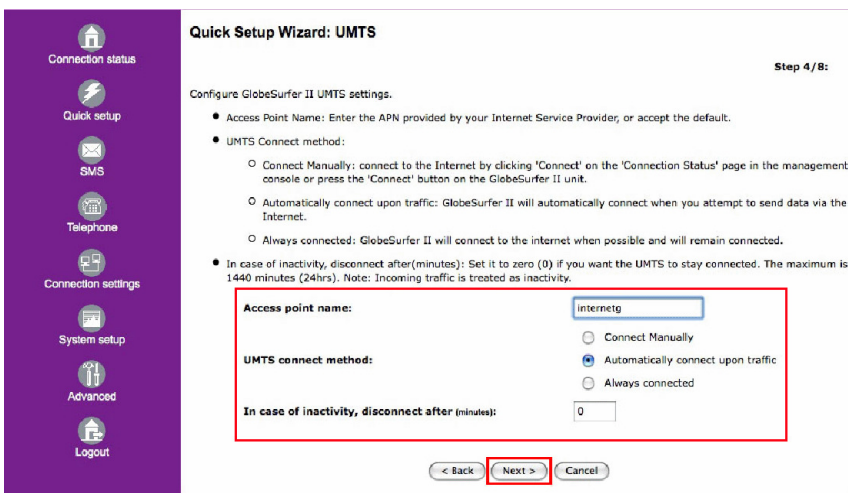 Quick Setup Wizard: UMTS
Step 4/8:
Connection status
Quick setup
SMS
Telephone
Connection settings
System setup
Advanced
Logout
Configure GlobeSurfer II UMTS settings.
Access Point Name: Enter the APN provided by your Internet Service Provider, or accept the default.
UMTS Connect method:
Connect Manually: connect to the Internet by clicking 'Connect' on the 'Connection Status' page in the management
console or press the 'Connect' button on the GlobeSurfer II unit.
Automatically connect upon traffic: GlobeSurfer II will automatically connect when you attempt to send data via the
Internet.
Always connected: GlobeSurfer II will connect to the internet when possible and will remain connected.
In case of inactivity, disconnect after(minutes): Set it to zero (0) if you want the UMTS to stay connected. The maximum is
1440 minutes (24hrs). Note: Incoming traffic is treated as inactivity.
Access point name: internetg
Connect Manually
UMTS connect method: Automatically connect upon traffic
Always connected
In case of inactivity, disconnect after (minutes): 0
< Back Next > Cancel